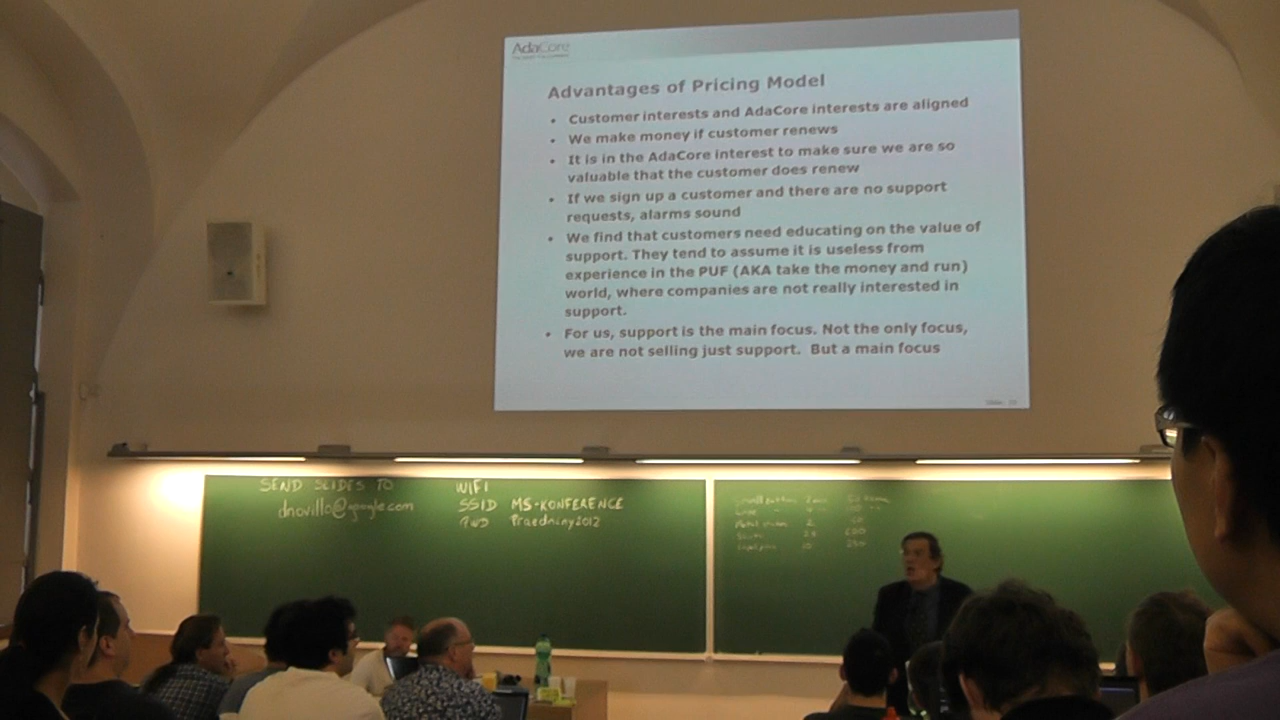 AdaCore
Advantages of Pricing Model
• Customer interests and AdaCore interests are aligned
• We make money if customer renews
• It is in the AdaCore interest to make sure we are so
valuable that the customer does renew
• If we sign up a customer and there are no support
requests, alarms sound
• We find that customers need educating on the value of
support. They tend to assume it is useless from
experience in the PUF (AKA take the money and run)
world, where companies are not really interested in
support.
• For us, support is the main focus. Not the only focus,
we are not selling just support. But a main focus
SEND SLIDES TO
dnovillo@google.com
WIFI
SSID MS-KONFERENCE
PWD